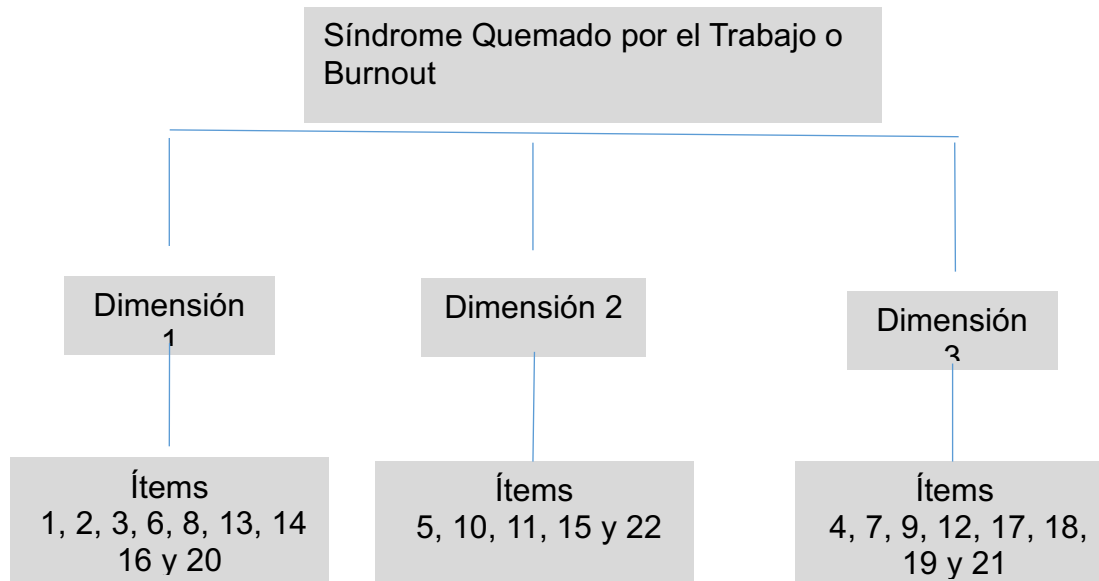 Síndrome Quemado por el Trabajo o
Burnout
Dimensión
1
Dimensión 2
Dimensión
3
Ítems
1, 2, 3, 6, 8, 13, 14
16 y 20
Ítems
5, 10, 11, 15 y 22
Ítems
4, 7, 9, 12, 17, 18,
19 y 21